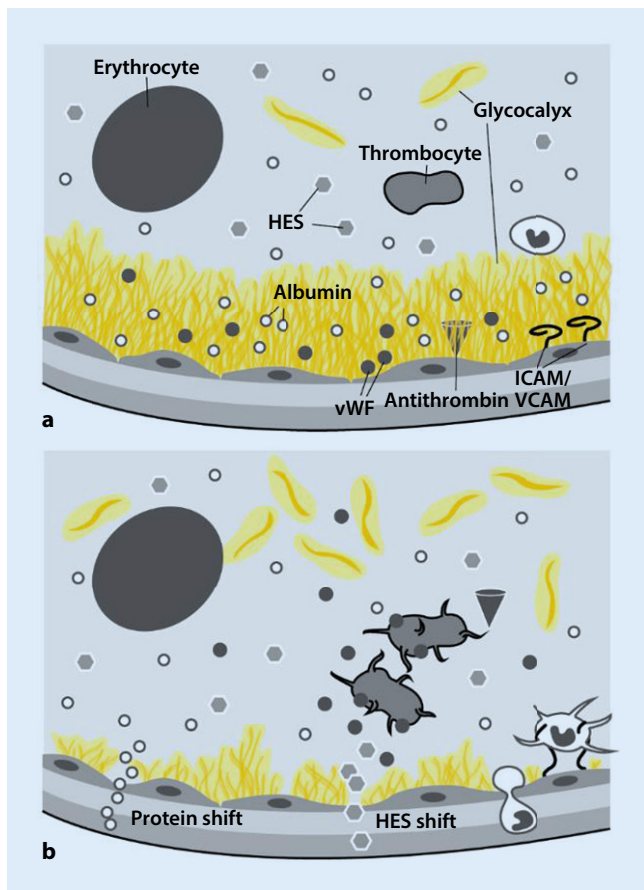 Erythrocyte
Glycocalyx
Thrombocyte
HES
Albumin
ICAM/
vWF
Antithrombin VCAM
a
Protein shift
HES shift
b